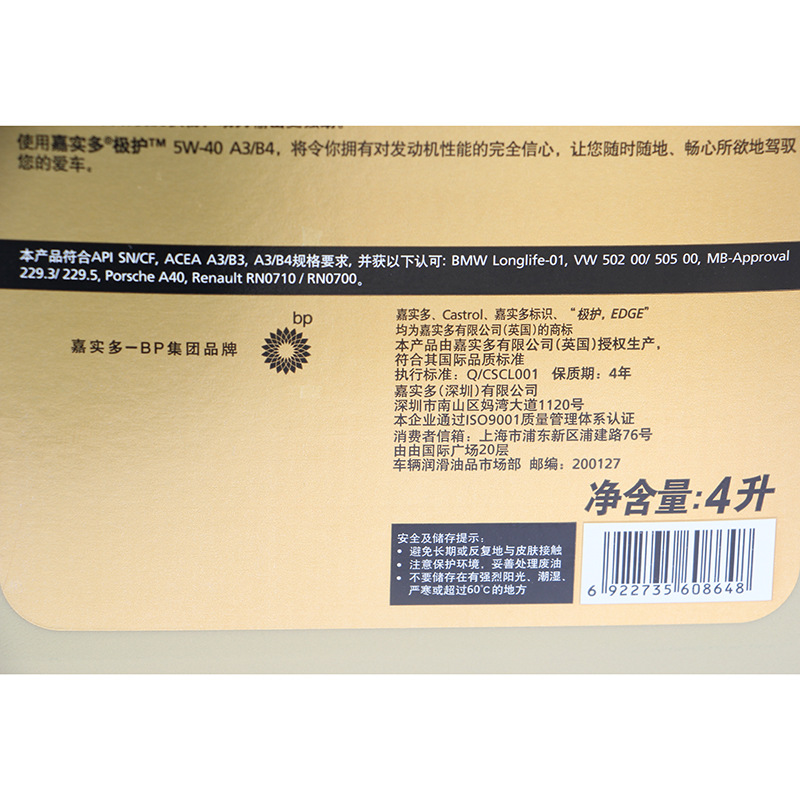 使用嘉实多®极护™ 5W-40 A3/B4，将令你拥有对发动机性能的完全信心，让您随时随地、畅心所欲地驾驭
您的爱车。
本产品符合API SN/CF, ACEA A3/B3, A3/B4规格要求, 并获以下认可: BMW Longlife-01, VW 502 00/ 505 00, MB-Approval
229.3/ 229.5, Porsche A40, Renault RN0710 / RN0700。
bp
嘉实多—BP集团品牌
嘉实多、Castrol、嘉实多标识、“极护, EDGE”
均为嘉实多有限公司(英国)的商标
本产品由嘉实多有限公司(英国)授权生产，
符合其国际品质标准
执行标准：Q/CSCL001 保质期：4年
嘉实多(深圳)有限公司
深圳市南山区妈湾大道1120号
本企业通过ISO9001质量管理体系认证
消费者信箱：上海市浦东新区浦建路76号
由由国际广场20层
车辆润滑油品市场部 邮编：200127
净含量:4升
安全及储存提示：
• 避免长期或反复地与皮肤接触
• 注意保护环境，妥善处理废油
• 不要储存在有强烈阳光、潮湿、
严寒或超过60℃的地方
6 922735 608648